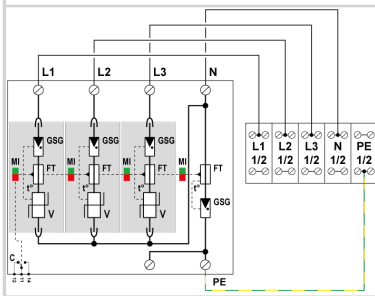 L1 L2 L3 N
L1 L2 L3 N PE
1/2 1/2 1/2 1/2 1/2
GSG GSG GSG
MI FT MI FT MI FT MI FT
t° t° t°
V V V
GSG
C
PE